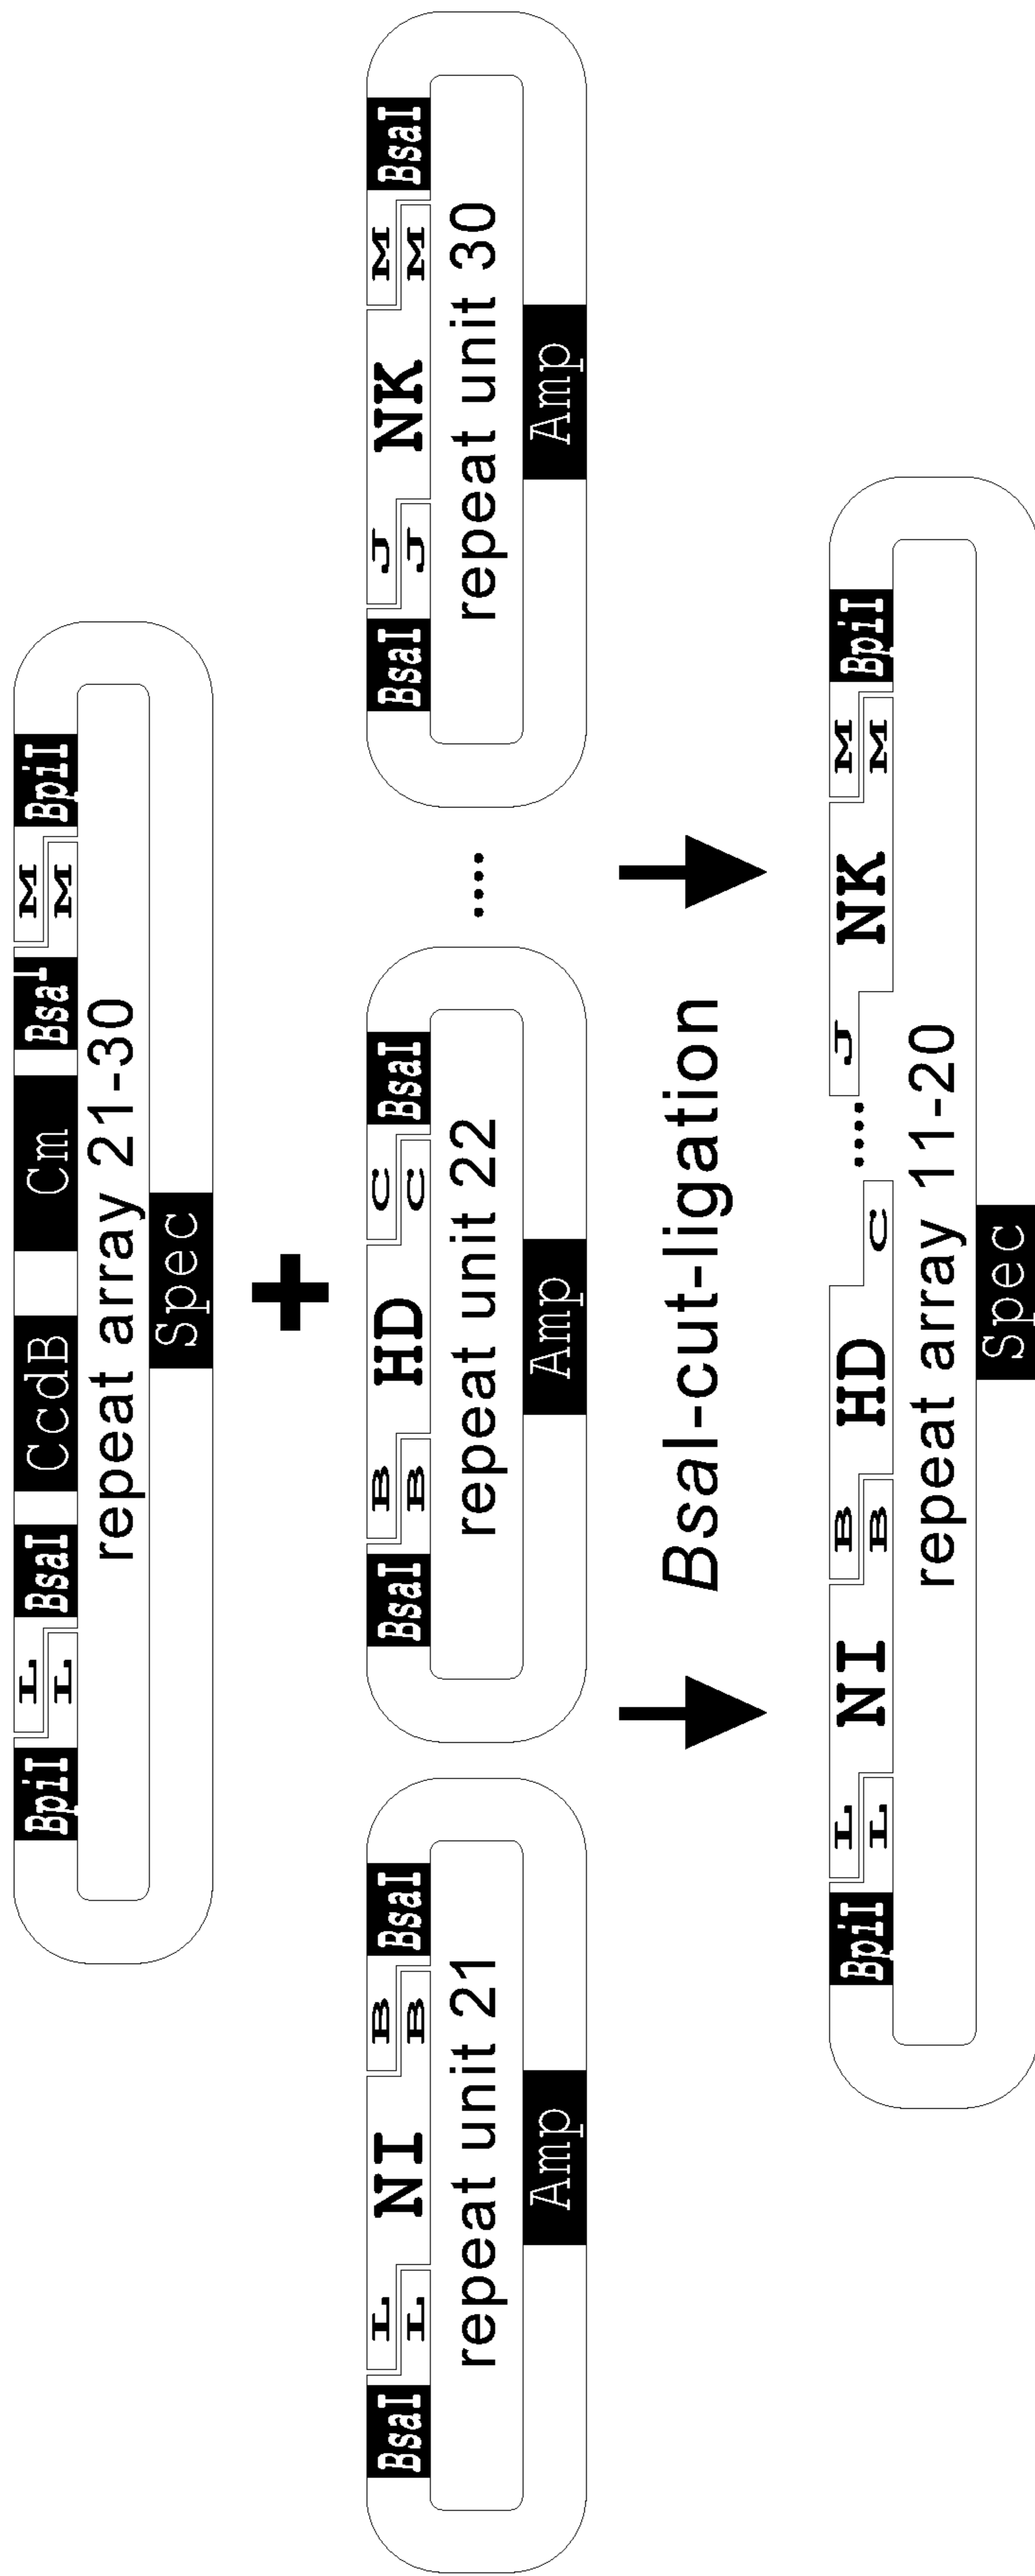 BpiI L L BsaI CcdB Cm BsaI M M BpiI
repeat array 21-30
Spec
+
BsaI L L NI B B BsaI
repeat unit 21
Amp
BsaI B B HD C C BsaI
repeat unit 22
Amp
....
BsaI J J NK M M BsaI
repeat unit 30
Amp
BsaI-cut-ligation
BpiI L L NI B B HD C .... J NK M M BpiI
repeat array 11-20
Spec